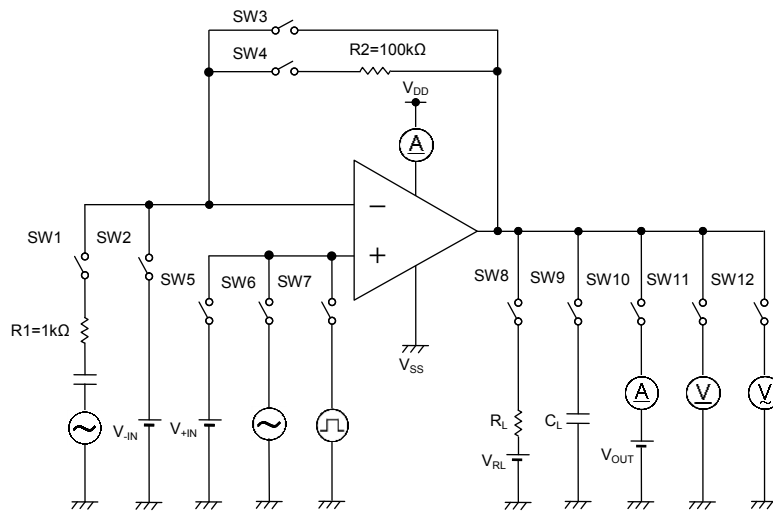 SW3
SW4
R2=100kΩ
VDD
A
SW1
SW2
−
+
SW5
SW6
SW7
SW8
SW9
SW10
SW11
SW12
R1=1kΩ
VSS
V-IN
V+IN
RL
VRL
CL
A
VOUT
V
V